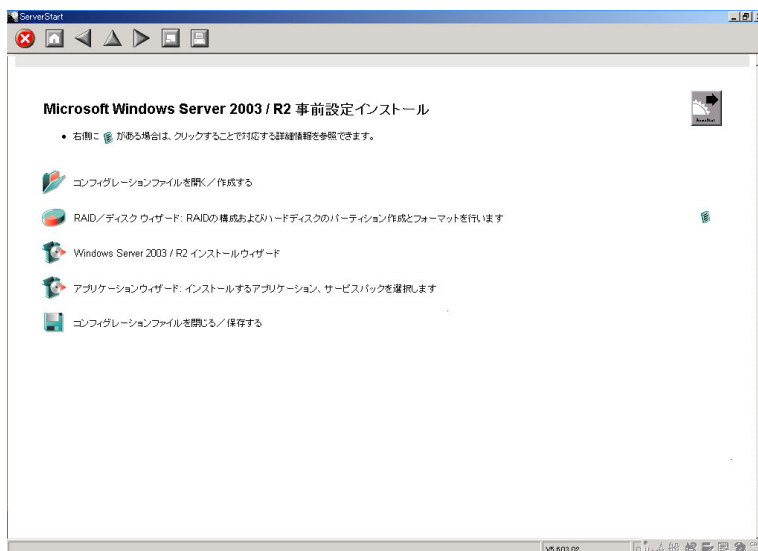 ServerStart
Microsoft Windows Server 2003 / R2 事前設定インストール
• 右側に がある場合は、クリックすることで対応する詳細情報を参照できます。
コンフィグレーションファイルを開く／作成する
RAID／ディスク ウィザード: RAIDの構成およびハードディスクのパーティション作成とフォーマットを行います
Windows Server 2003 / R2 インストールウィザード
アプリケーションウィザード: インストールするアプリケーション、サービスパックを選択します
コンフィグレーションファイルを閉じる／保存する
V5.603.02
A 般